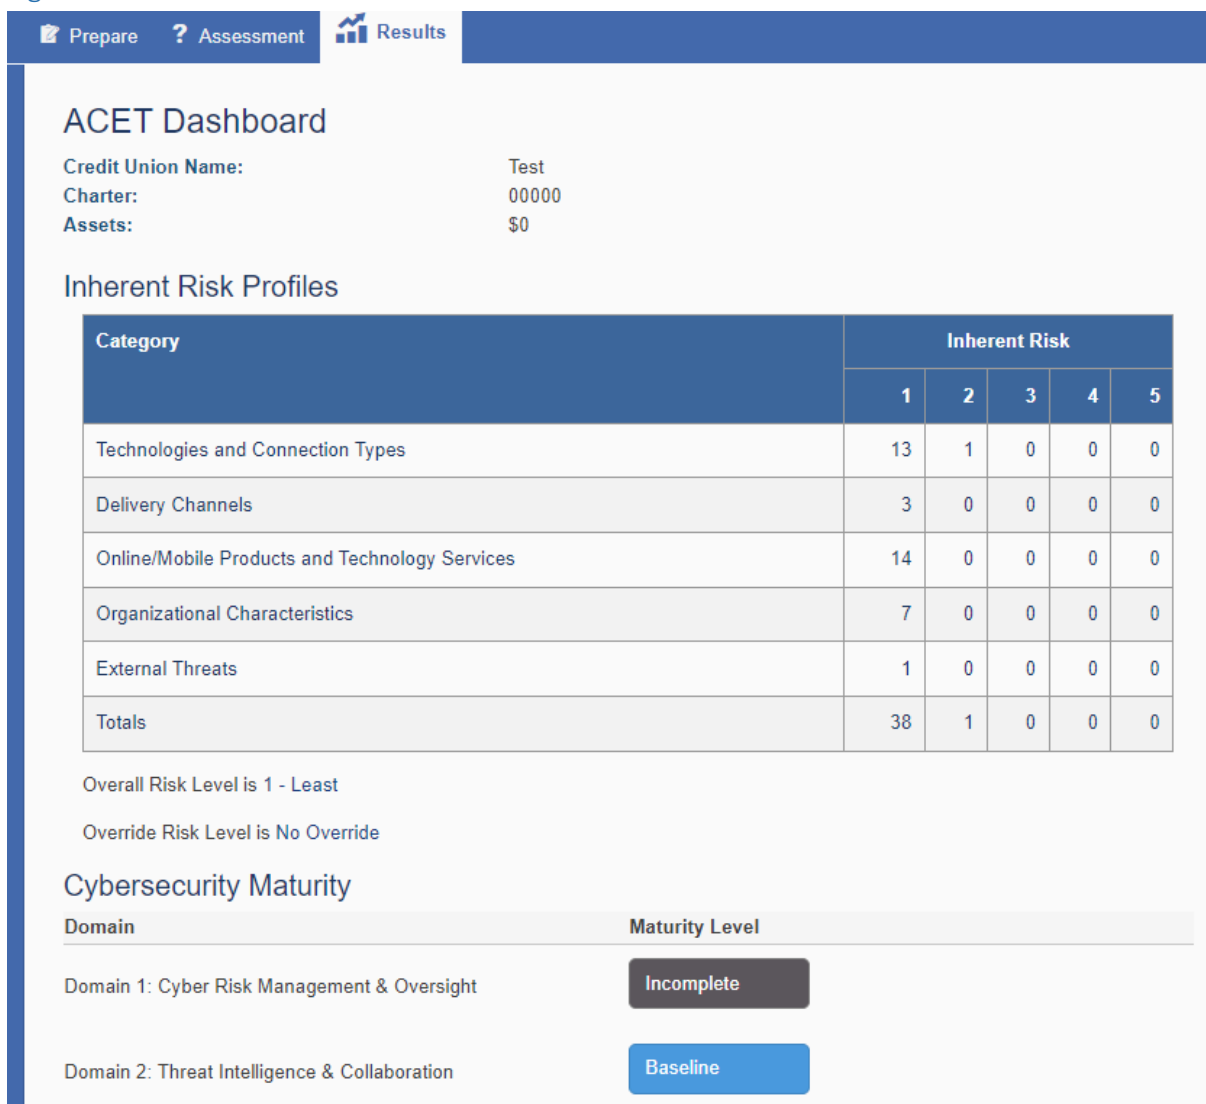 Prepare ? Assessment Results
ACET Dashboard
Credit Union Name: Test
Charter: 00000
Assets: $0
Inherent Risk Profiles
Category Inherent Risk
1 2 3 4 5
Technologies and Connection Types 13 1 0 0 0
Delivery Channels 3 0 0 0 0
Online/Mobile Products and Technology Services 14 0 0 0 0
Organizational Characteristics 7 0 0 0 0
External Threats 1 0 0 0 0
Totals 38 1 0 0 0
Overall Risk Level is 1 - Least
Override Risk Level is No Override
Cybersecurity Maturity
Domain Maturity Level
Domain 1: Cyber Risk Management & Oversight Incomplete
Domain 2: Threat Intelligence & Collaboration Baseline